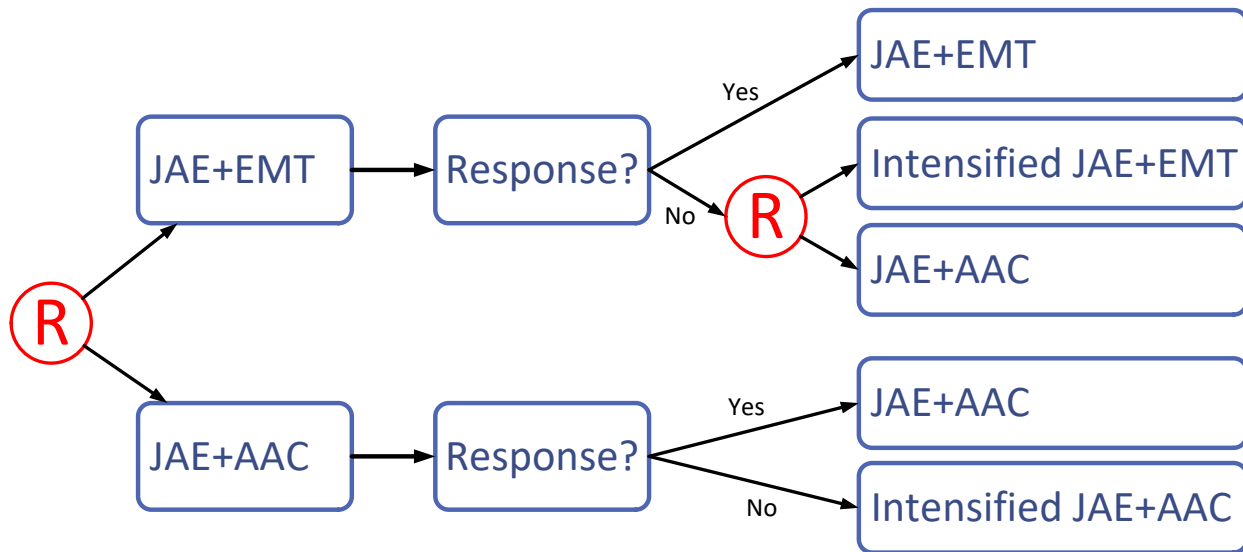 R
JAE+EMT
Response?
Yes
No
R
JAE+EMT
Intensified JAE+EMT
JAE+AAC
JAE+AAC
Response?
Yes
No
JAE+AAC
Intensified JAE+AAC